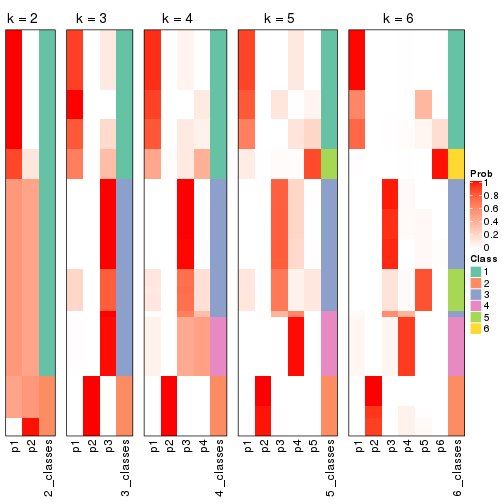 k = 2
k = 3
k = 4
k = 5
k = 6
Prob
1
0.8
0.6
0.4
0.2
0
Class
1
2
3
4
5
6
p1
p2
2_classes
p1
p2
p3
3_classes
p1
p2
p3
p4
4_classes
p1
p2
p3
p4
p5
5_classes
p1
p2
p3
p4
p5
p6
6_classes